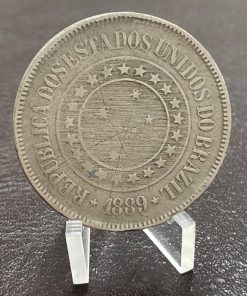 REPUBLICA DOS ESTADOS UNIDOS DO BRAZIL
1889